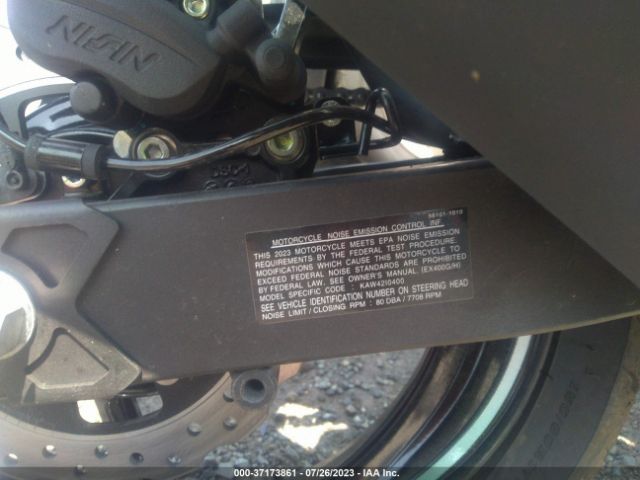 NISSIN
56161-1010
MOTORCYCLE NOISE EMISSION CONTROL INF.
THIS 2023 MOTORCYCLE MEETS EPA NOISE EMISSION
REQUIREMENTS BY THE FEDERAL TEST PROCEDURE.
MODIFICATIONS WHICH CAUSE THIS MOTORCYCLE TO
EXCEED FEDERAL NOISE STANDARDS ARE PROHIBITED
BY FEDERAL LAW. SEE OWNER'S MANUAL. (EX400G/H)
MODEL SPECIFIC CODE : KAW4210400
SEE VEHICLE IDENTIFICATION NUMBER ON STEERING HEAD
NOISE LIMIT / CLOSING RPM : 80 DBA / 7708 RPM
000-37173861 - 07/26/2023 - IAA Inc.